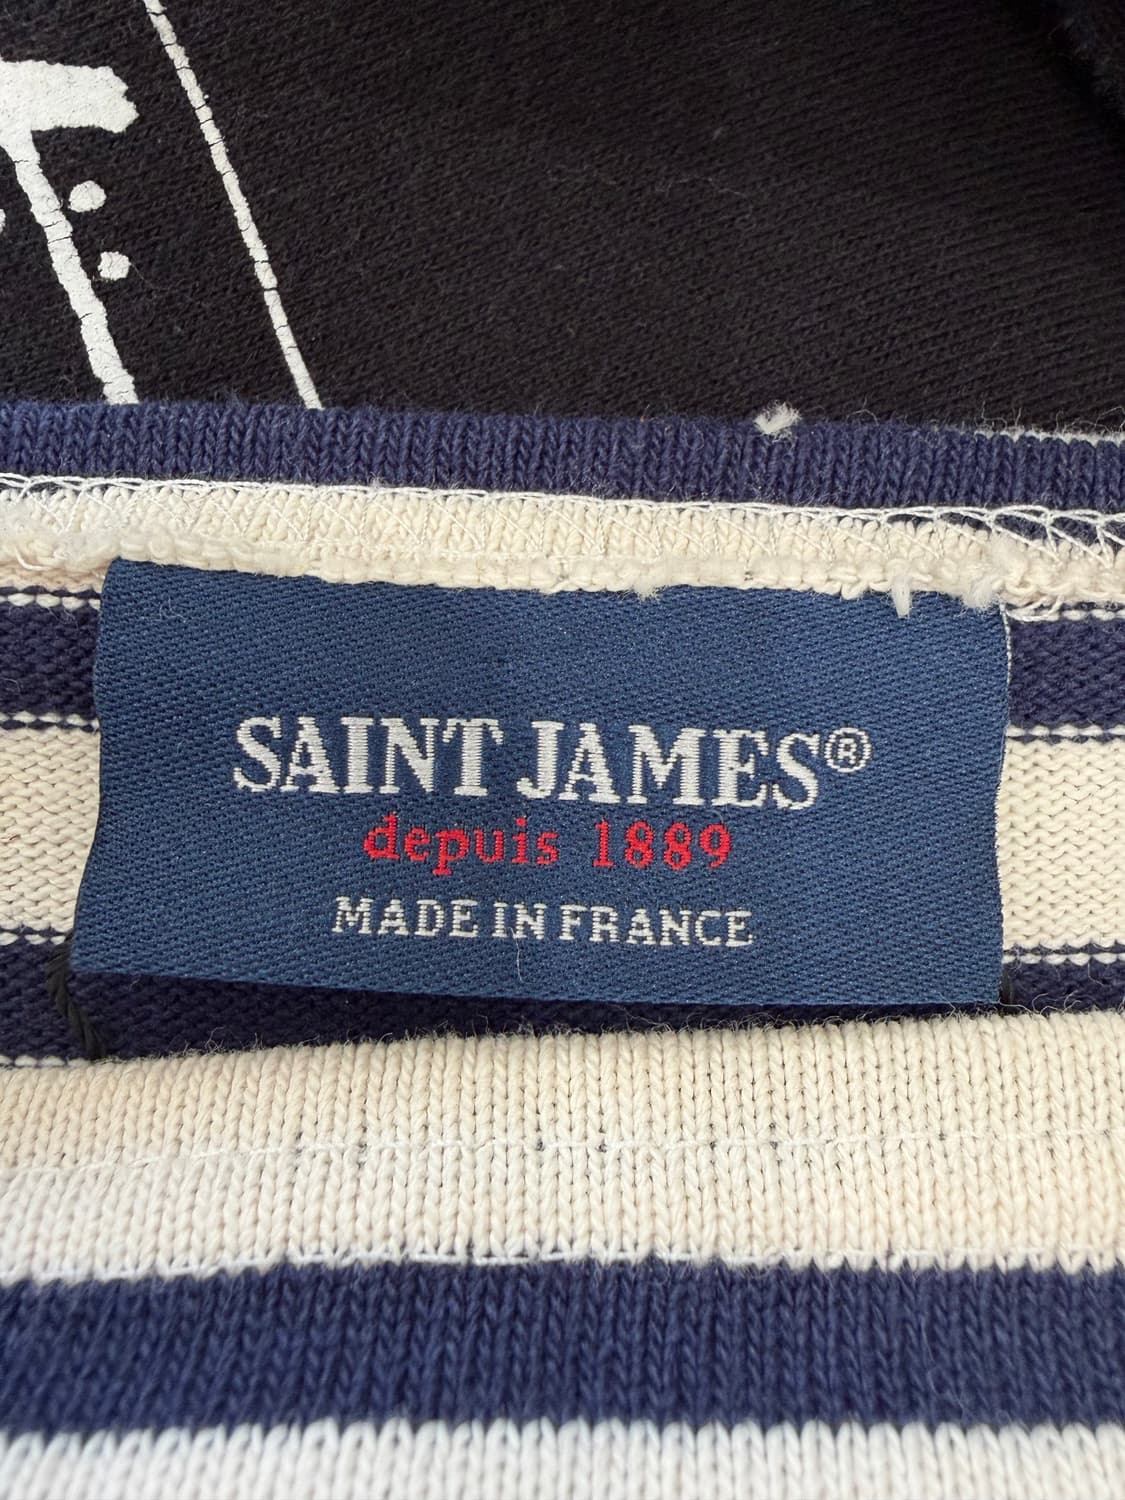 SAINT JAMES®
depuis 1889
MADE IN FRANCE